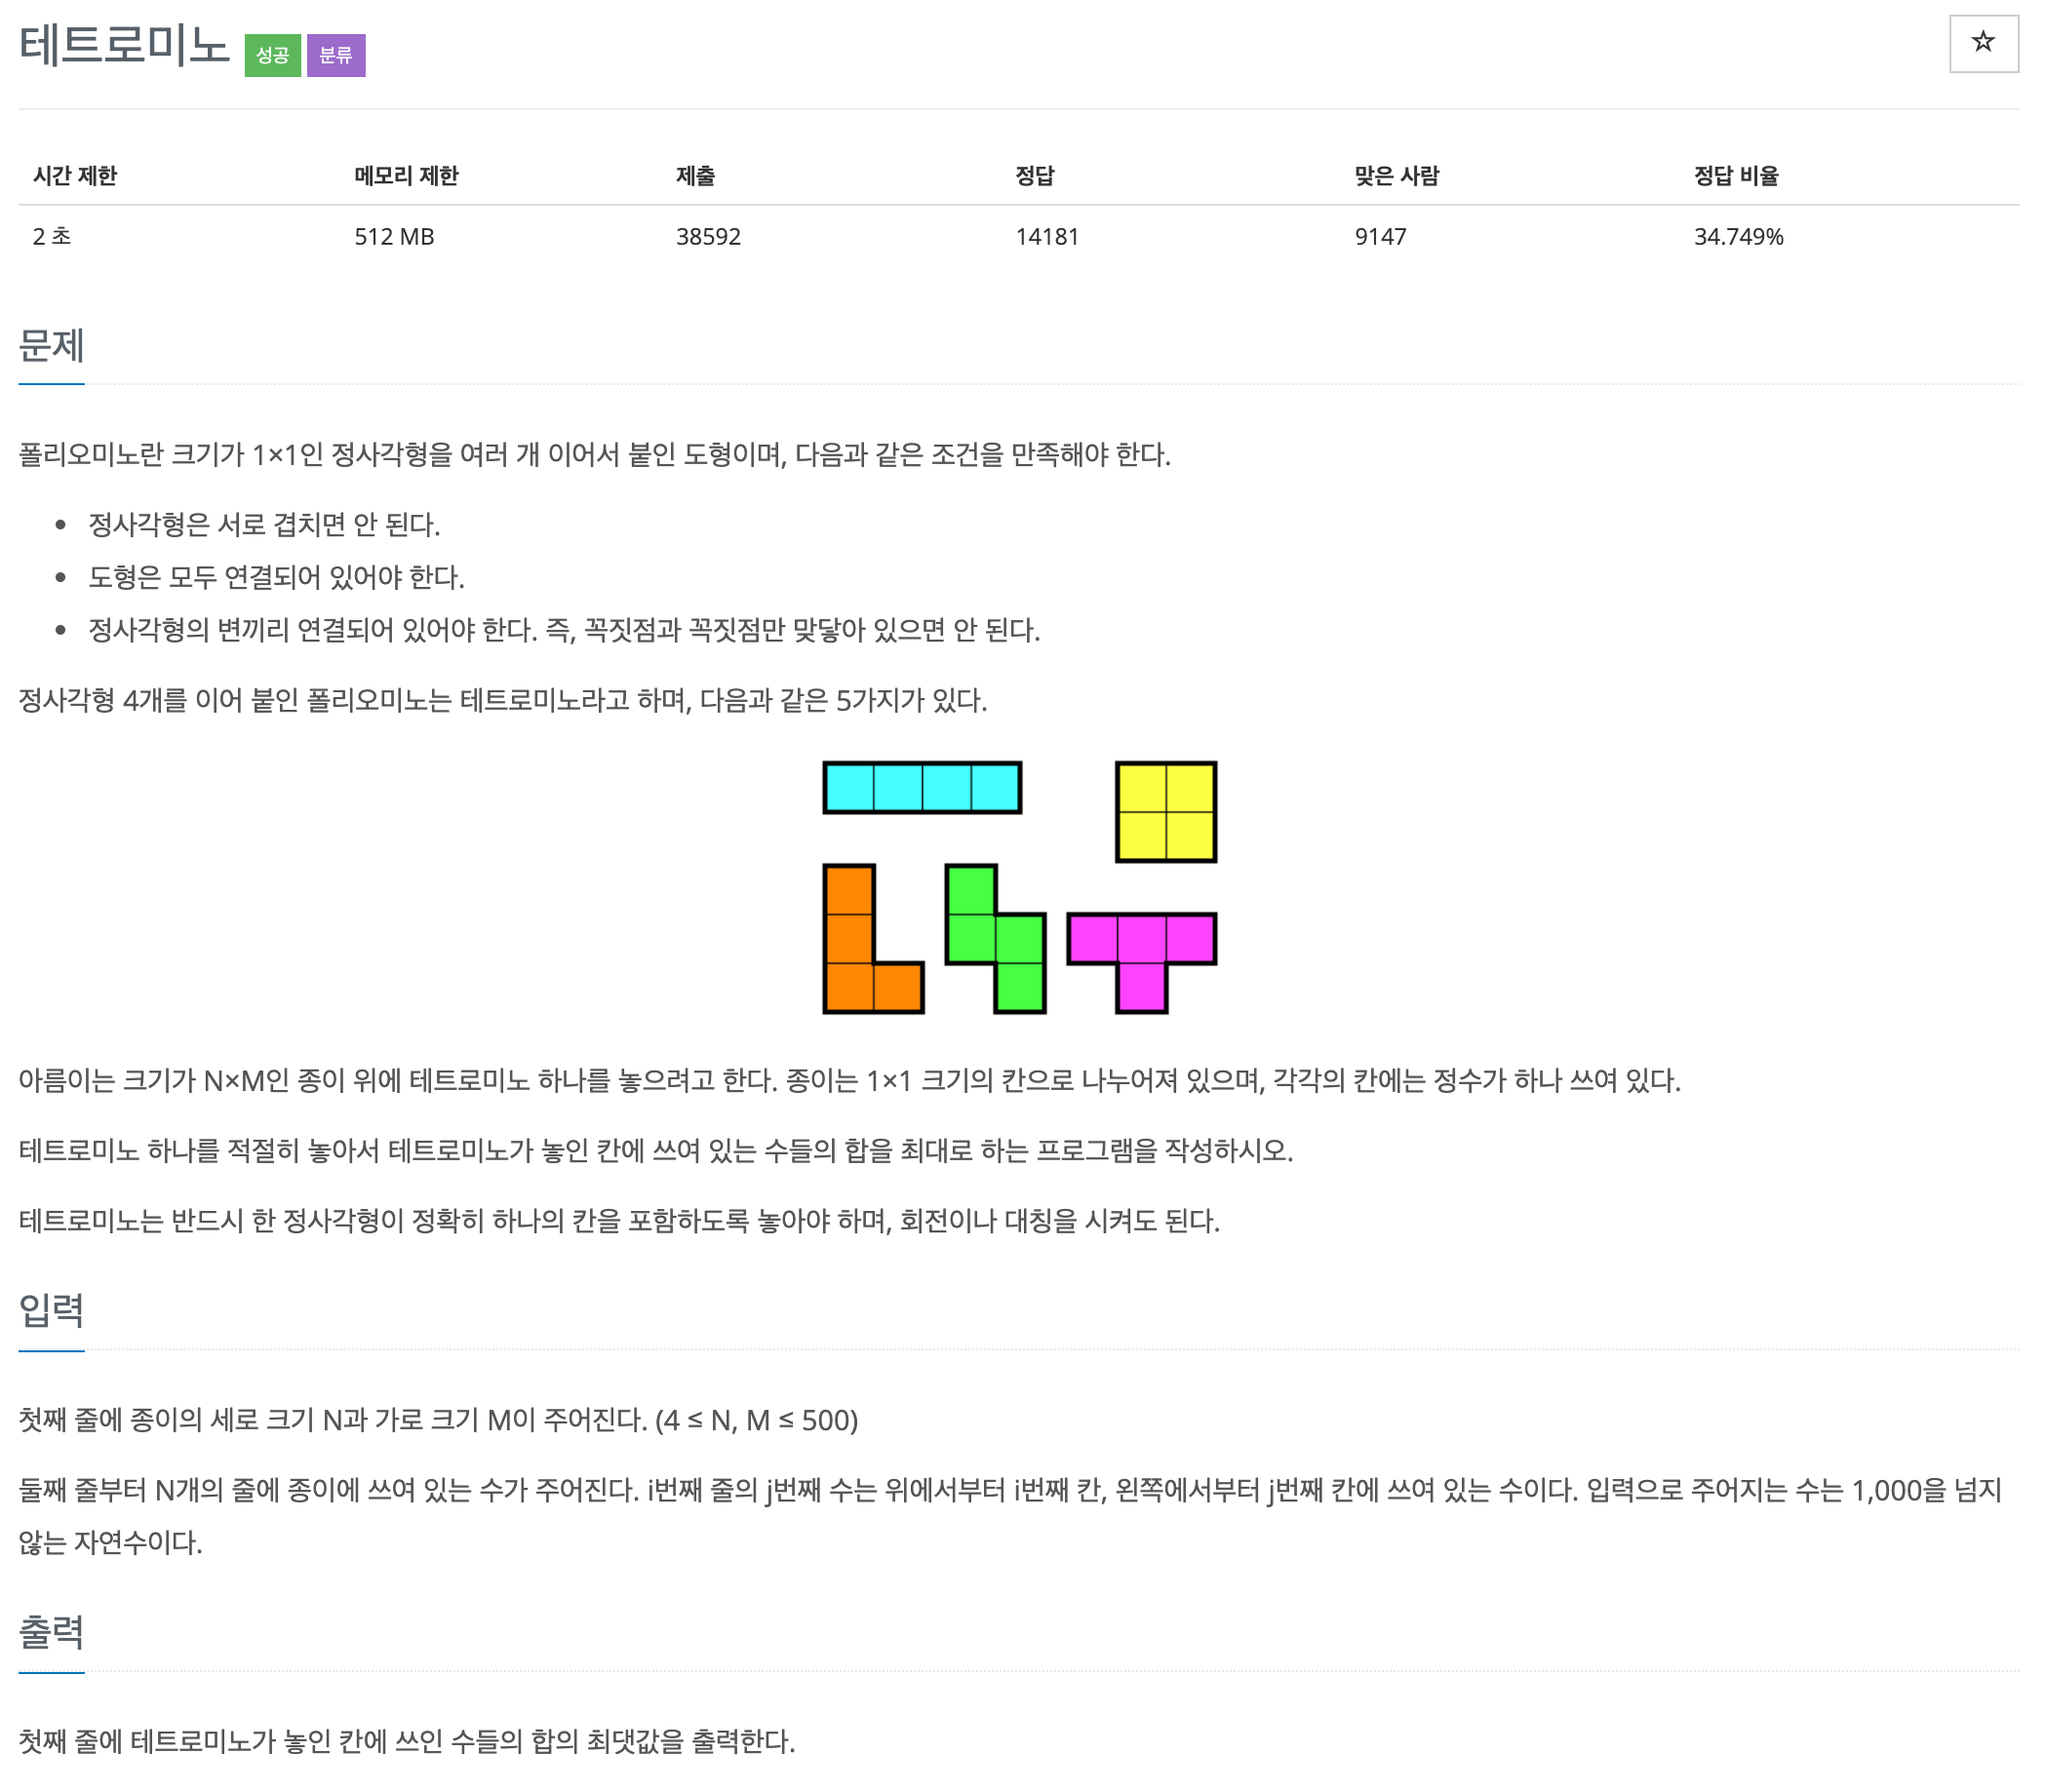 테트로미노 성공 분류
시간 제한 메모리 제한 제출 정답 맞은 사람 정답 비율
2 초 512 MB 38592 14181 9147 34.749%
문제
폴리오미노란 크기가 1×1인 정사각형을 여러 개 이어서 붙인 도형이며, 다음과 같은 조건을 만족해야 한다.
• 정사각형은 서로 겹치면 안 된다.
• 도형은 모두 연결되어 있어야 한다.
• 정사각형의 변끼리 연결되어 있어야 한다. 즉, 꼭짓점과 꼭짓점만 맞닿아 있으면 안 된다.
정사각형 4개를 이어 붙인 폴리오미노는 테트로미노라고 하며, 다음과 같은 5가지가 있다.
아름이는 크기가 N×M인 종이 위에 테트로미노 하나를 놓으려고 한다. 종이는 1×1 크기의 칸으로 나누어져 있으며, 각각의 칸에는 정수가 하나 쓰여 있다.
테트로미노 하나를 적절히 놓아서 테트로미노가 놓인 칸에 쓰여 있는 수들의 합을 최대로 하는 프로그램을 작성하시오.
테트로미노는 반드시 한 정사각형이 정확히 하나의 칸을 포함하도록 놓아야 하며, 회전이나 대칭을 시켜도 된다.
입력
첫째 줄에 종이의 세로 크기 N과 가로 크기 M이 주어진다. (4 ≤ N, M ≤ 500)
둘째 줄부터 N개의 줄에 종이에 쓰여 있는 수가 주어진다. i번째 줄의 j번째 수는 위에서부터 i번째 칸, 왼쪽에서부터 j번째 칸에 쓰여 있는 수이다. 입력으로 주어지는 수는 1,000을 넘지
않는 자연수이다.
출력
첫째 줄에 테트로미노가 놓인 칸에 쓰인 수들의 합의 최댓값을 출력한다.